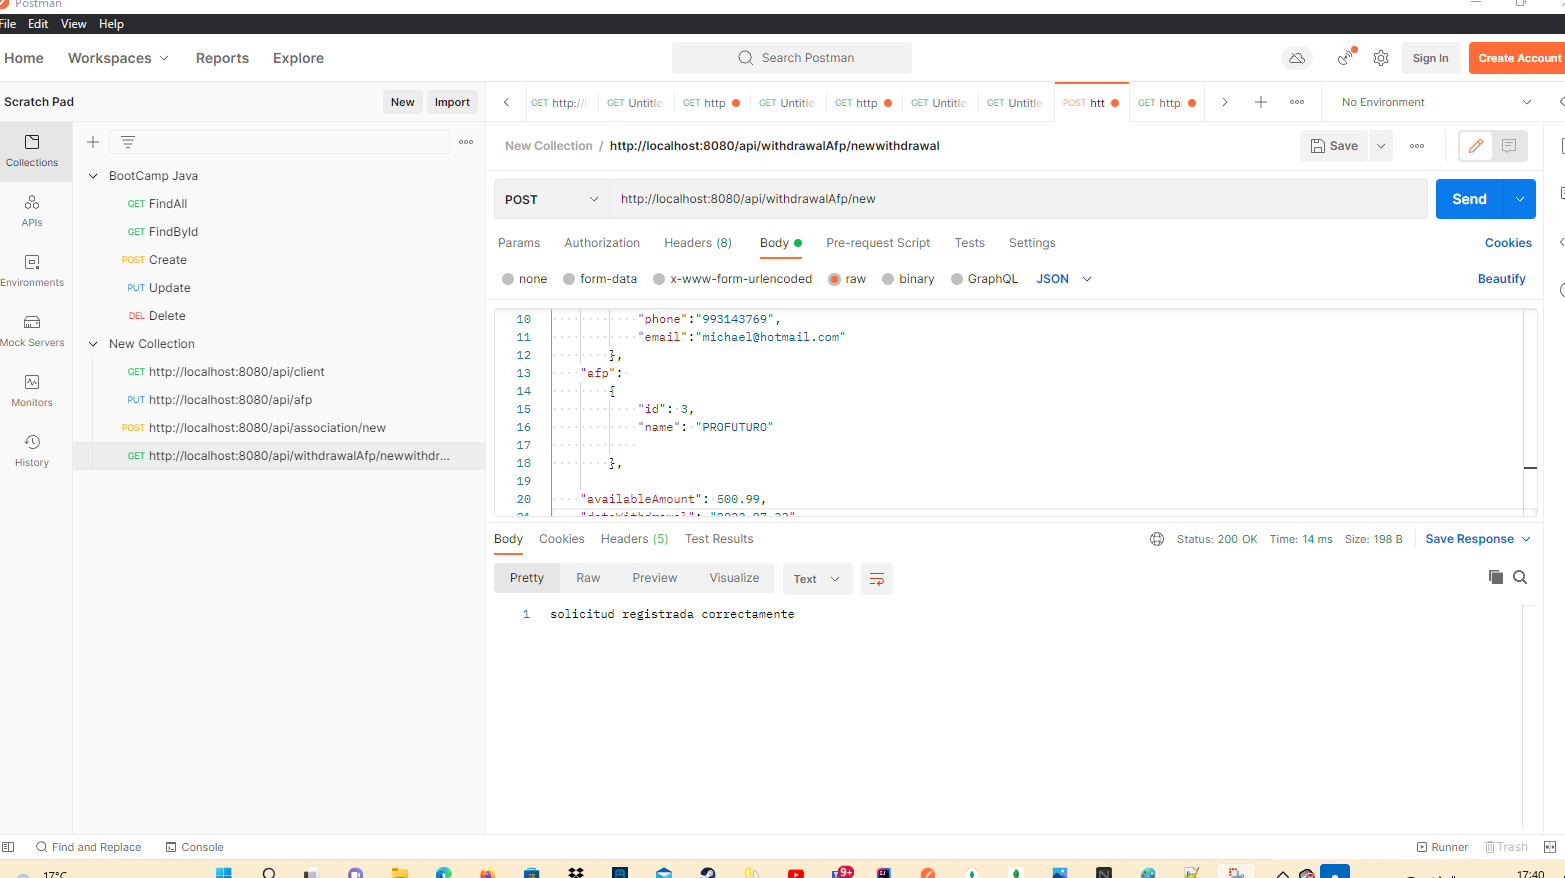 Postman
File Edit View Help
Home Workspaces Reports Explore
Search Postman
Sign In
Create Account
Scratch Pad
New
Import
GET http://
GET Untitle
GET http
GET Untitle
GET http
GET Untitle
GET Untitle
POST htt
GET http:
No Environment
Collections
APIs
Environments
Mock Servers
Monitors
History
BootCamp Java
GET FindAll
GET FindById
POST Create
PUT Update
DEL Delete
New Collection
GET http://localhost:8080/api/client
PUT http://localhost:8080/api/afp
POST http://localhost:8080/api/association/new
GET http://localhost:8080/api/withdrawalAfp/newwithdr...
New Collection / http://localhost:8080/api/withdrawalAfp/newwithdrawal
Save
POST
http://localhost:8080/api/withdrawalAfp/new
Send
Params Authorization Headers (8) Body Pre-request Script Tests Settings
Cookies
none form-data x-www-form-urlencoded raw binary GraphQL JSON
Beautify
10 "phone":"993143769",
11 "email":"michael@hotmail.com"
12 },
13 "afp":
14 {
15 "id": 3,
16 "name": "PROFUTURO"
17
18 },
19
20 "availableAmount": 500.99,
Body Cookies Headers (5) Test Results
Status: 200 OK Time: 14 ms Size: 198 B
Save Response
Pretty Raw Preview Visualize Text
1 solicitud registrada correctamente
Find and Replace
Console
Runner
Trash
17°C
9+
17:40